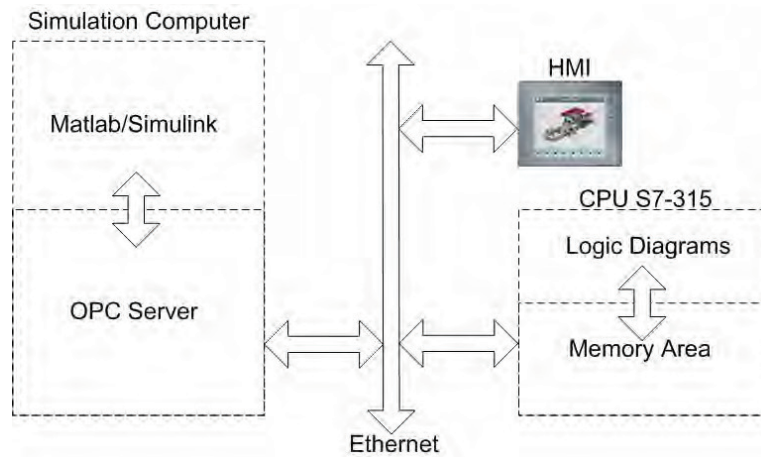 Simulation Computer
Matlab/Simulink
OPC Server
Ethernet
HMI
CPU S7-315
Logic Diagrams
Memory Area